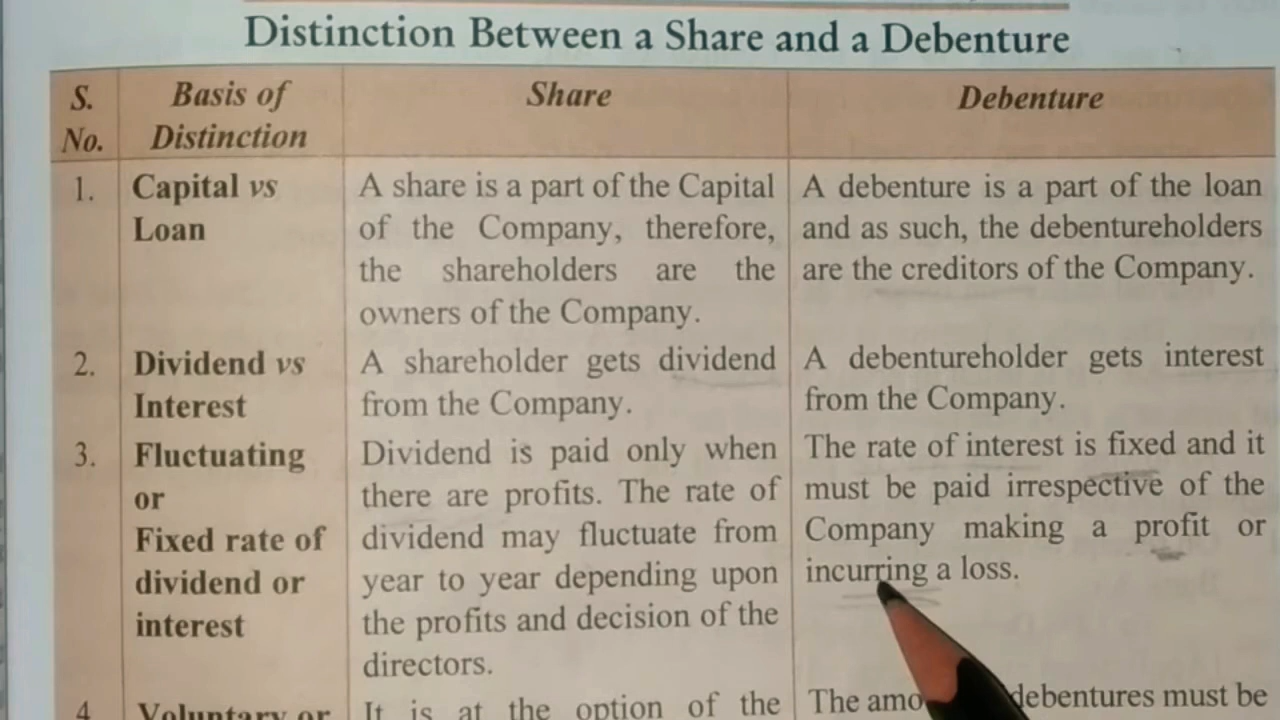 Distinction Between a Share and a Debenture
S. No. Basis of Distinction Share Debenture
1. Capital vs Loan
A share is a part of the Capital
of the Company, therefore,
the shareholders are the
owners of the Company.
A debenture is a part of the loan
and as such, the debentureholders
are the creditors of the Company.
2. Dividend vs Interest
A shareholder gets dividend
from the Company.
A debentureholder gets interest
from the Company.
3. Fluctuating
or
Fixed rate of
dividend or
interest
Dividend is paid only when
there are profits. The rate of
dividend may fluctuate from
year to year depending upon
the profits and decision of the
directors.
The rate of interest is fixed and it
must be paid irrespective of the
Company making a profit or
incurring a loss.
4 Voluntary or
It is at the option of the
The debentures must be